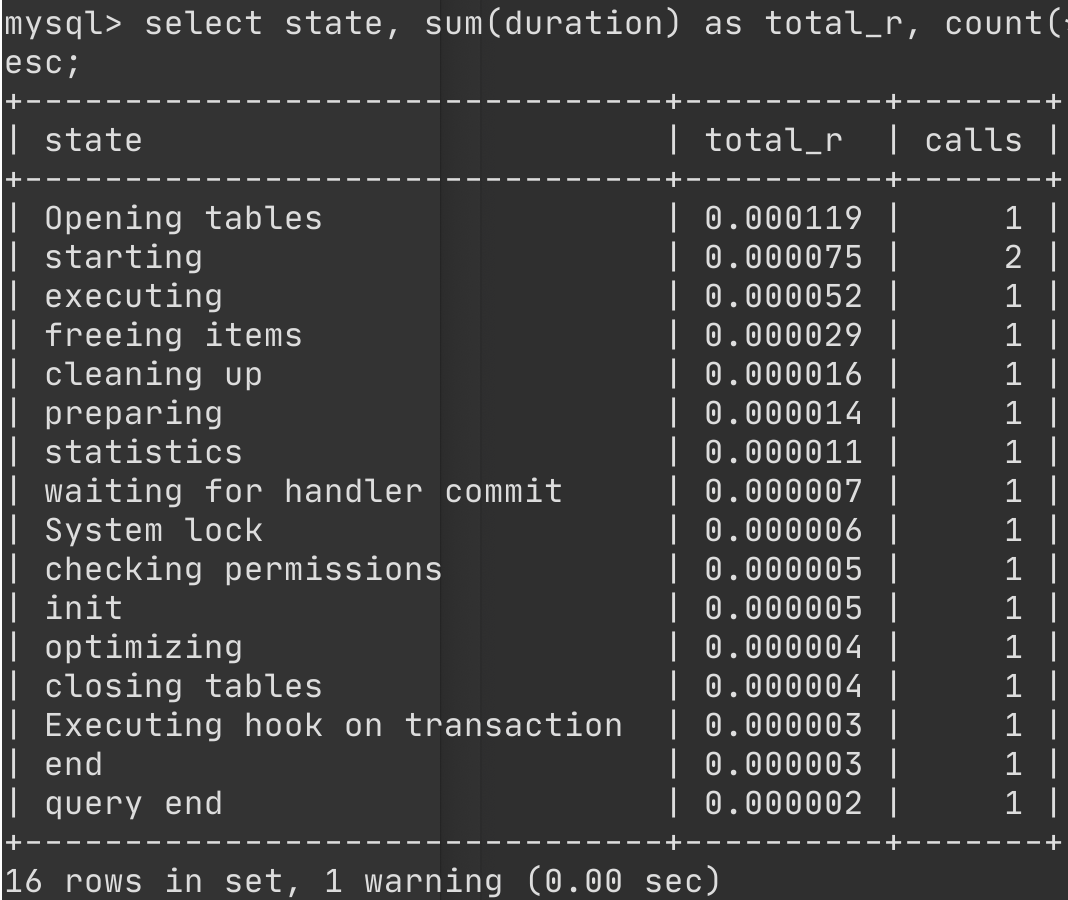 mysql> select state, sum(duration) as total_r, count(
esc;
+--------------------------------+----------+-------+
| state                          | total_r  | calls |
+--------------------------------+----------+-------+
| Opening tables                 | 0.000119 |     1 |
| starting                       | 0.000075 |     2 |
| executing                      | 0.000052 |     1 |
| freeing items                  | 0.000029 |     1 |
| cleaning up                    | 0.000016 |     1 |
| preparing                      | 0.000014 |     1 |
| statistics                     | 0.000011 |     1 |
| waiting for handler commit     | 0.000007 |     1 |
| System lock                    | 0.000006 |     1 |
| checking permissions           | 0.000005 |     1 |
| init                           | 0.000005 |     1 |
| optimizing                     | 0.000004 |     1 |
| closing tables                 | 0.000004 |     1 |
| Executing hook on transaction  | 0.000003 |     1 |
| end                            | 0.000003 |     1 |
| query end                      | 0.000002 |     1 |
+--------------------------------+----------+-------+
16 rows in set, 1 warning (0.00 sec)